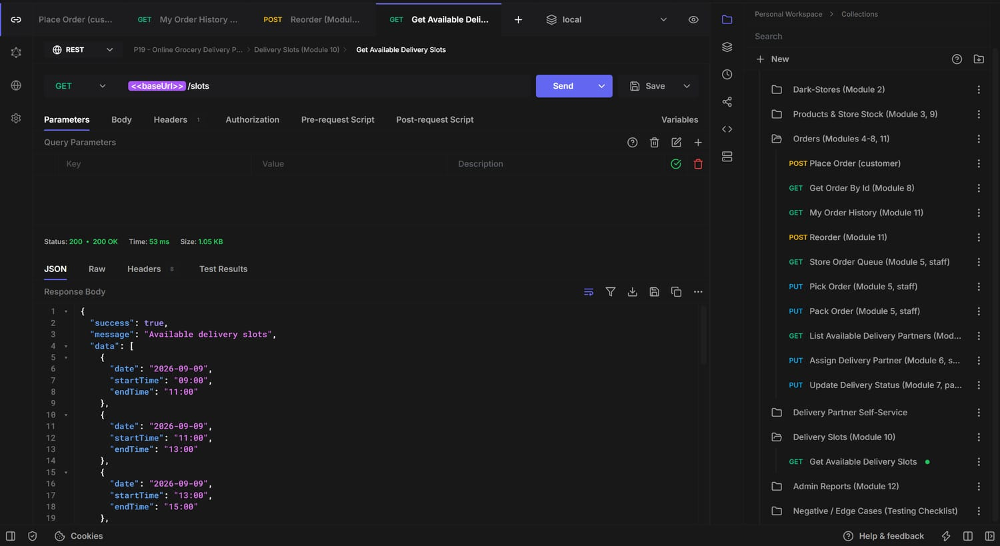 Place Order (cus...
GET My Order History ...
POST Reorder (Modul...
GET Get Available Deli...
local
REST
P19 - Online Grocery Delivery P... > Delivery Slots (Module 10) > Get Available Delivery Slots
GET
<<baseUrl>> /slots
Send
Save
Parameters
Body
Headers 1
Authorization
Pre-request Script
Post-request Script
Variables
Query Parameters
Key
Value
Description
Status: 200 • 200 OK Time: 53 ms Size: 1.05 KB
JSON
Raw
Headers 8
Test Results
Response Body
1 {
2 "success": true,
3 "message": "Available delivery slots",
4 "data": [
5 {
6 "date": "2026-09-09",
7 "startTime": "09:00",
8 "endTime": "11:00"
9 },
10 {
11 "date": "2026-09-09",
12 "startTime": "11:00",
13 "endTime": "13:00"
14 },
15 {
16 "date": "2026-09-09",
17 "startTime": "13:00",
18 "endTime": "15:00"
19 },
Personal Workspace > Collections
Search
New
Dark-Stores (Module 2)
Products & Store Stock (Module 3, 9)
Orders (Modules 4-8, 11)
POST Place Order (customer)
GET Get Order By Id (Module 8)
GET My Order History (Module 11)
POST Reorder (Module 11)
GET Store Order Queue (Module 5, staff)
PUT Pick Order (Module 5, staff)
PUT Pack Order (Module 5, staff)
GET List Available Delivery Partners (Mod...
PUT Assign Delivery Partner (Module 6, s...
PUT Update Delivery Status (Module 7, pa...
Delivery Partner Self-Service
Delivery Slots (Module 10)
GET Get Available Delivery Slots
Admin Reports (Module 12)
Negative / Edge Cases (Testing Checklist)
Cookies
Help & feedback